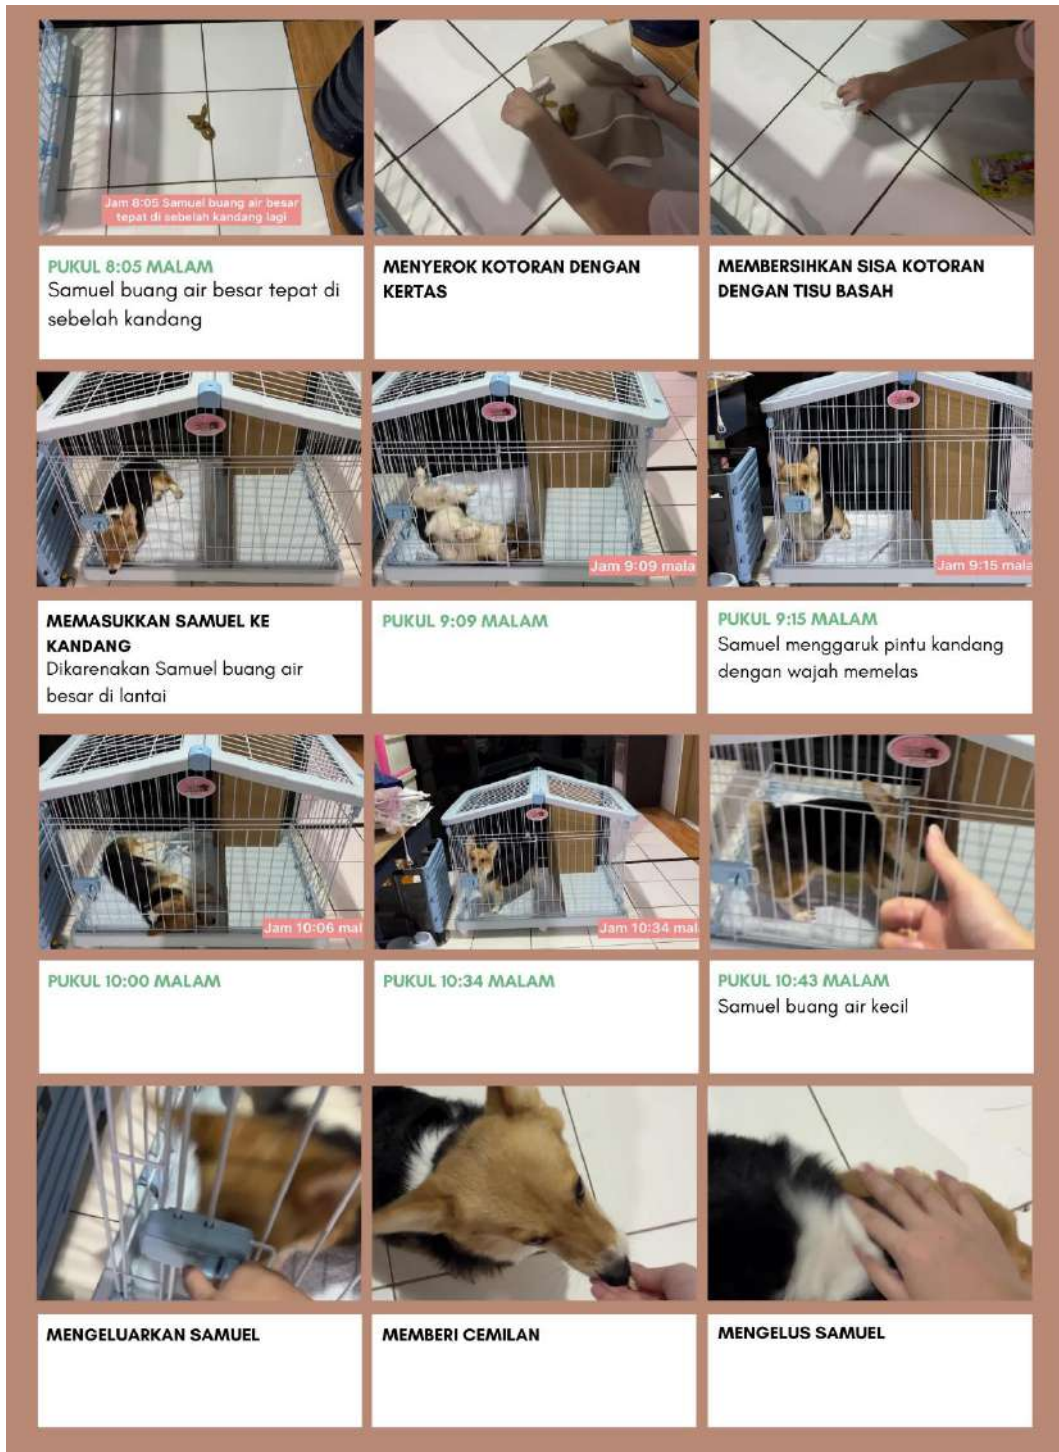 Jam 8:05 Samuel buang air besar
tepat di sebelah kandang lagi
PUKUL 8:05 MALAM
Samuel buang air besar tepat di
sebelah kandang
MENYEROK KOTORAN DENGAN
KERTAS
MEMBERSIHKAN SISA KOTORAN
DENGAN TISU BASAH
Jam 9:09 mala
Jam 9:15 mala
MEMASUKKAN SAMUEL KE
KANDANG
Dikarenakan Samuel buang air
besar di lantai
PUKUL 9:09 MALAM
PUKUL 9:15 MALAM
Samuel menggaruk pintu kandang
dengan wajah memelas
Jam 10:06 mal
Jam 10:34 mal
PUKUL 10:00 MALAM
PUKUL 10:34 MALAM
PUKUL 10:43 MALAM
Samuel buang air kecil
MENGELUARKAN SAMUEL
MEMBERI CEMILAN
MENGELUS SAMUEL